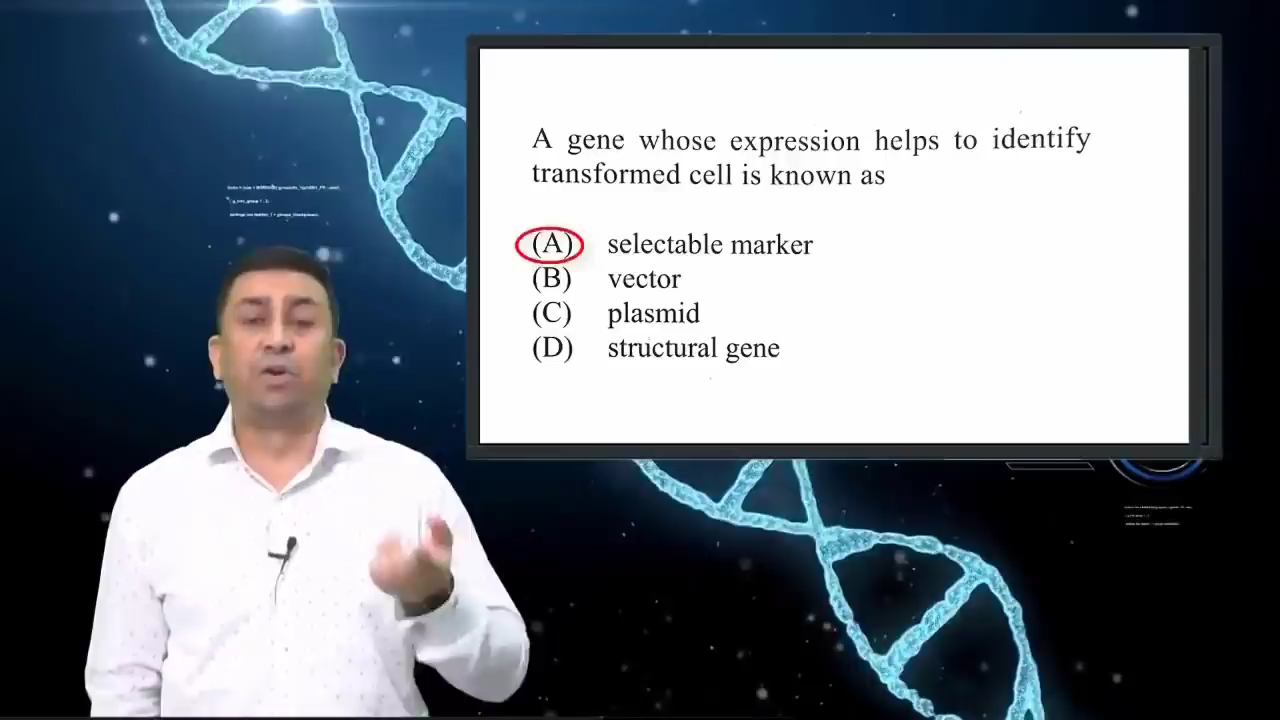 A gene whose expression helps to identify
transformed cell is known as
(A) selectable marker
(B) vector
(C) plasmid
(D) structural gene